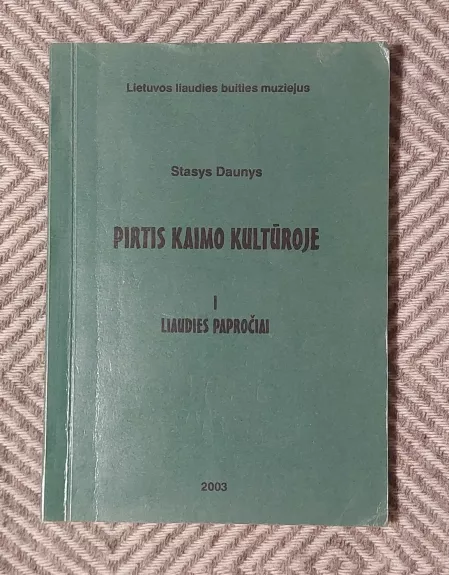 Lietuvos liaudies buities muziejus
Stasys Daunys
PIRTIS KAIMO KULTŪROJE
I
LIAUDIES PAPROČIAI
2003